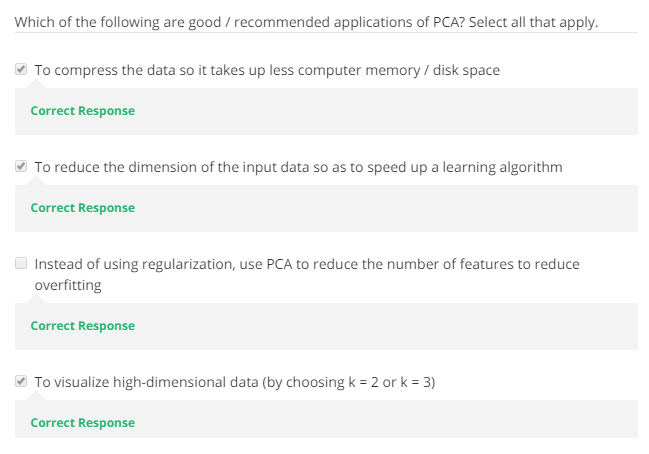 Which of the following are good / recommended applications of PCA? Select all that apply.
To compress the data so it takes up less computer memory / disk space
Correct Response
To reduce the dimension of the input data so as to speed up a learning algorithm
Correct Response
Instead of using regularization, use PCA to reduce the number of features to reduce
overfitting
Correct Response
To visualize high-dimensional data (by choosing k = 2 or k = 3)
Correct Response